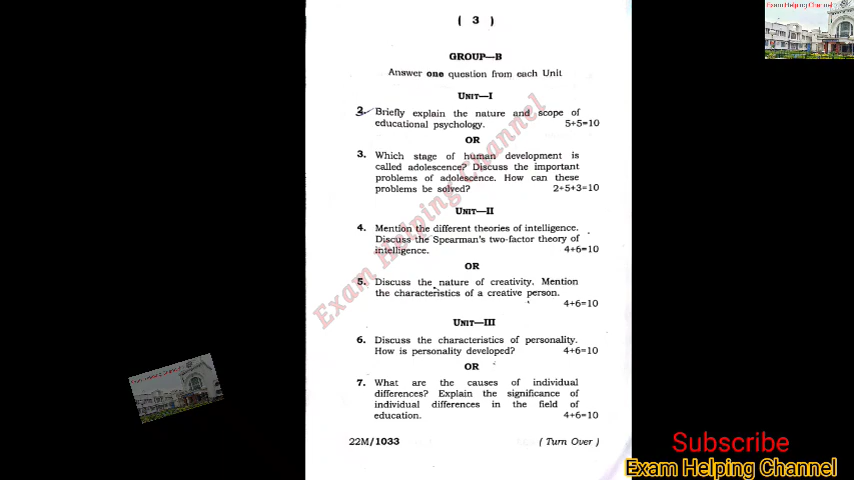 Exam Helping Channel
( 3 )
GROUP—B
Answer one question from each Unit
UNIT—I
2. Briefly explain the nature and scope of
educational psychology. 5+5=10
OR
3. Which stage of human development is
called adolescence? Discuss the important
problems of adolescence. How can these
problems be solved? 2+5+3=10
UNIT—II
4. Mention the different theories of intelligence.
Discuss the Spearman's two-factor theory of
intelligence. 4+6=10
OR
5. Discuss the nature of creativity. Mention
the characteristics of a creative person.
4+6=10
UNIT—III
6. Discuss the characteristics of personality.
How is personality developed? 4+6=10
OR
7. What are the causes of individual
differences? Explain the significance of
individual differences in the field of
education. 4+6=10
22M/1033 ( Turn Over )
Exam Helping Channel
Subscribe
Exam Helping Channel